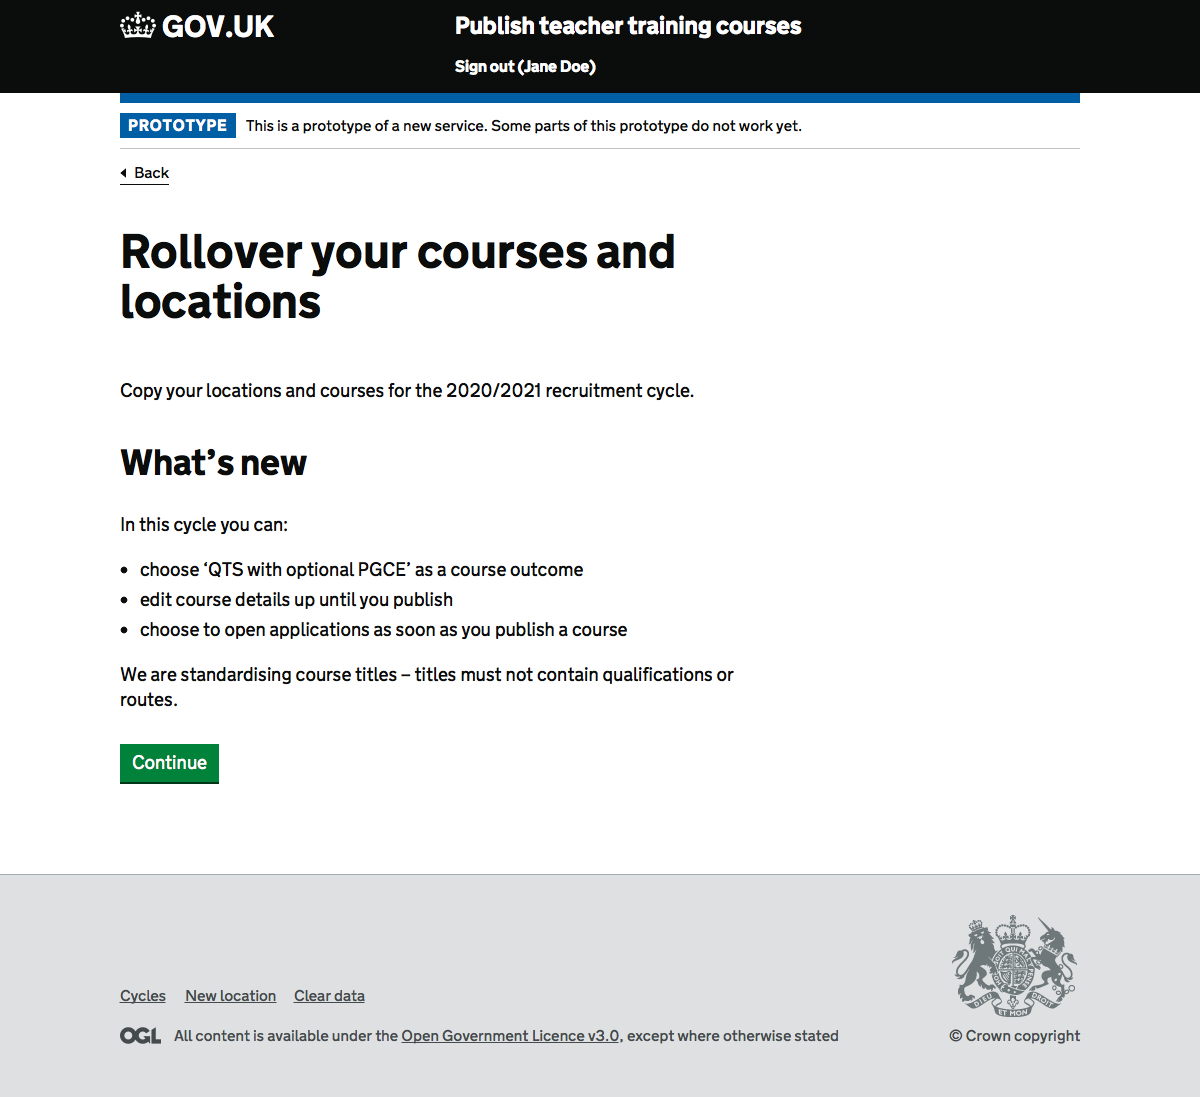 GOV.UK
Publish teacher training courses
Sign out (Jane Doe)
PROTOTYPE This is a prototype of a new service. Some parts of this prototype do not work yet.
Back
Rollover your courses and
locations
Copy your locations and courses for the 2020/2021 recruitment cycle.
What’s new
In this cycle you can:
• choose ‘QTS with optional PGCE’ as a course outcome
• edit course details up until you publish
• choose to open applications as soon as you publish a course
We are standardising course titles – titles must not contain qualifications or
routes.
Continue
Cycles New location Clear data
OGL All content is available under the Open Government Licence v3.0, except where otherwise stated
DIEU ET MON DROIT
© Crown copyright